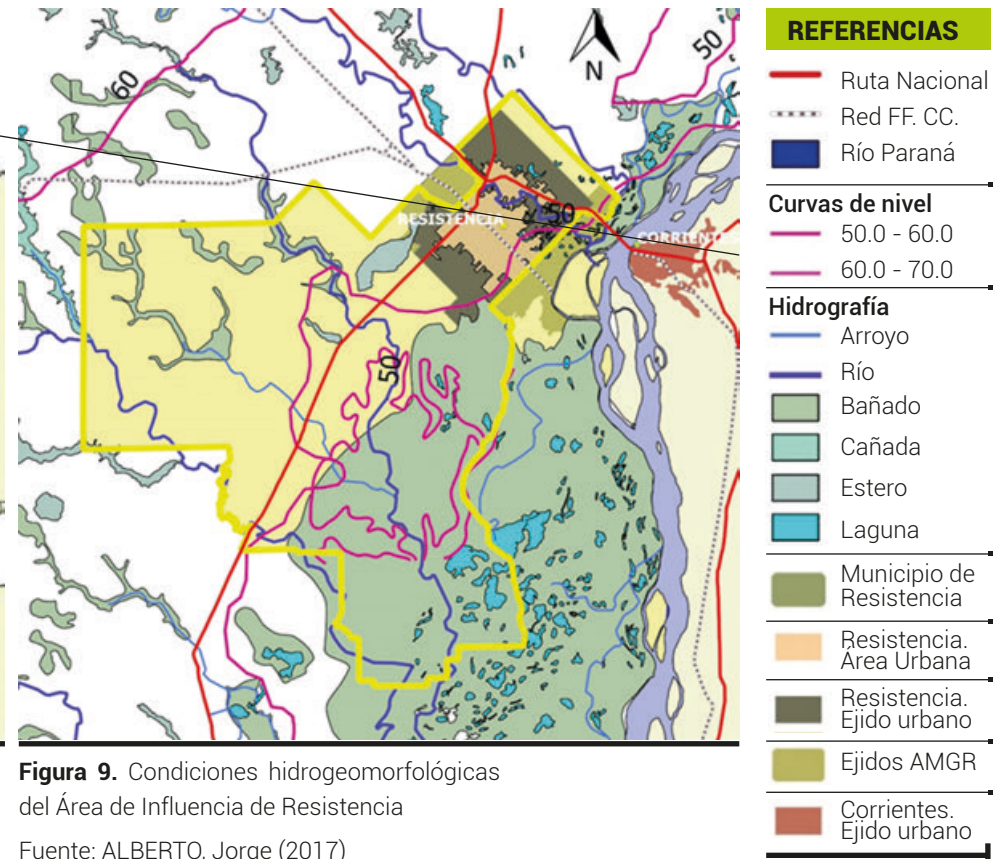 60
50
N
RESISTENCIA
50
CORRIENTES
50
Figura 9. Condiciones hidrogeomorfológicas
del Área de Influencia de Resistencia
Fuente: ALBERTO, Jorge (2017)
REFERENCIAS
Ruta Nacional
Red FF. CC.
Río Paraná
Curvas de nivel
50.0 - 60.0
60.0 - 70.0
Hidrografía
Arroyo
Río
Bañado
Cañada
Estero
Laguna
Municipio de
Resistencia
Resistencia.
Área Urbana
Resistencia.
Ejido urbano
Ejidos AMGR
Corrientes.
Ejido urbano